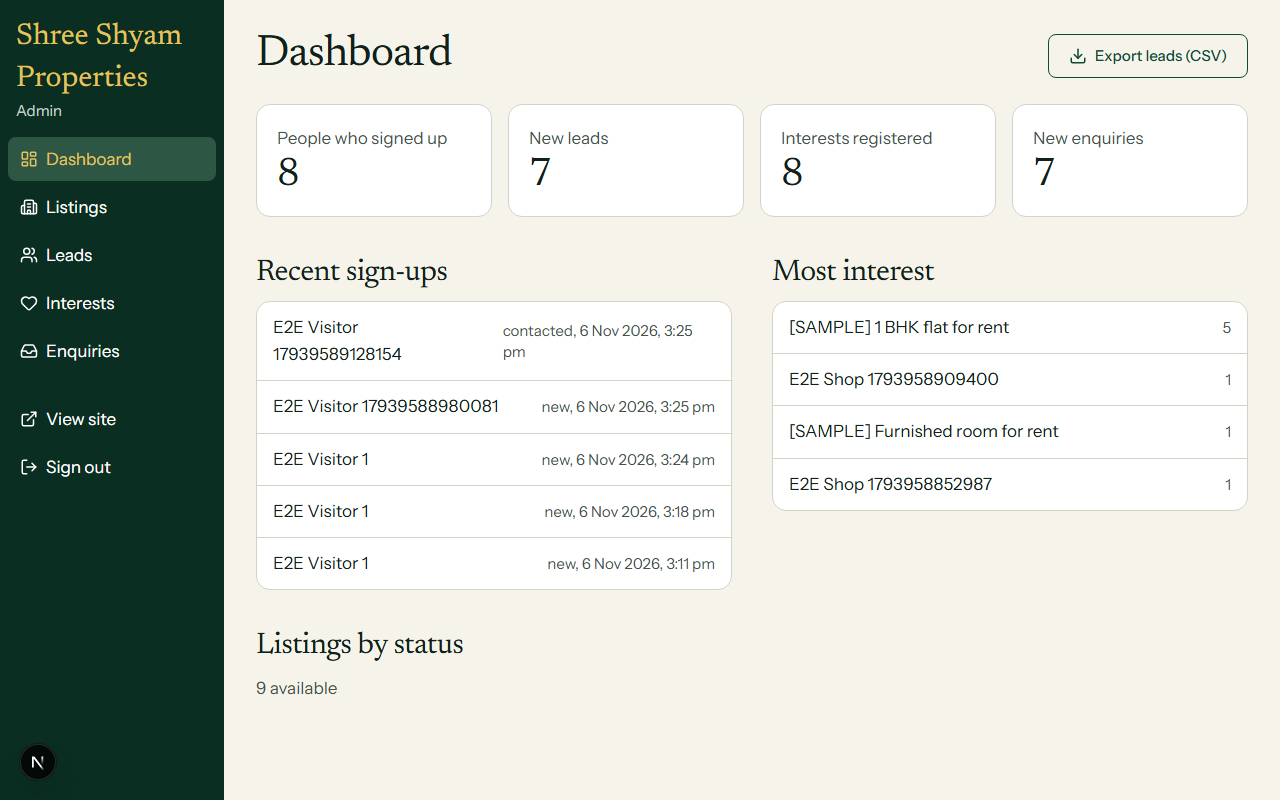 Shree Shyam
Properties
Admin
Dashboard
Listings
Leads
Interests
Enquiries
View site
Sign out
N
Dashboard
Export leads (CSV)
People who signed up
8
New leads
7
Interests registered
8
New enquiries
7
Recent sign-ups
E2E Visitor
17939589128154
contacted, 6 Nov 2026, 3:25
pm
E2E Visitor 17939588980081
new, 6 Nov 2026, 3:25 pm
E2E Visitor 1
new, 6 Nov 2026, 3:24 pm
E2E Visitor 1
new, 6 Nov 2026, 3:18 pm
E2E Visitor 1
new, 6 Nov 2026, 3:11 pm
Most interest
[SAMPLE] 1 BHK flat for rent
5
E2E Shop 1793958909400
1
[SAMPLE] Furnished room for rent
1
E2E Shop 1793958852987
1
Listings by status
9 available